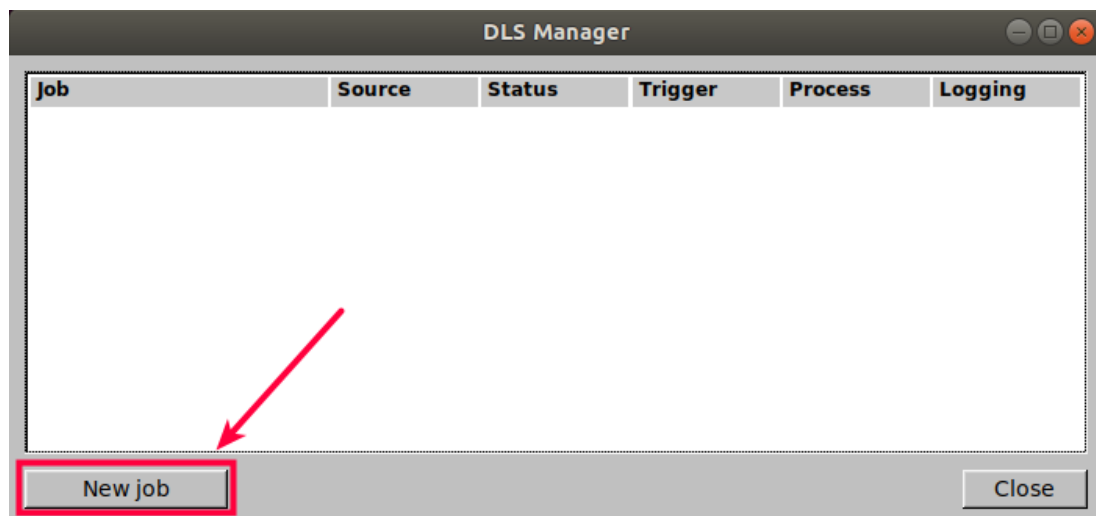 DLS Manager
Job Source Status Trigger Process Logging
New job Close